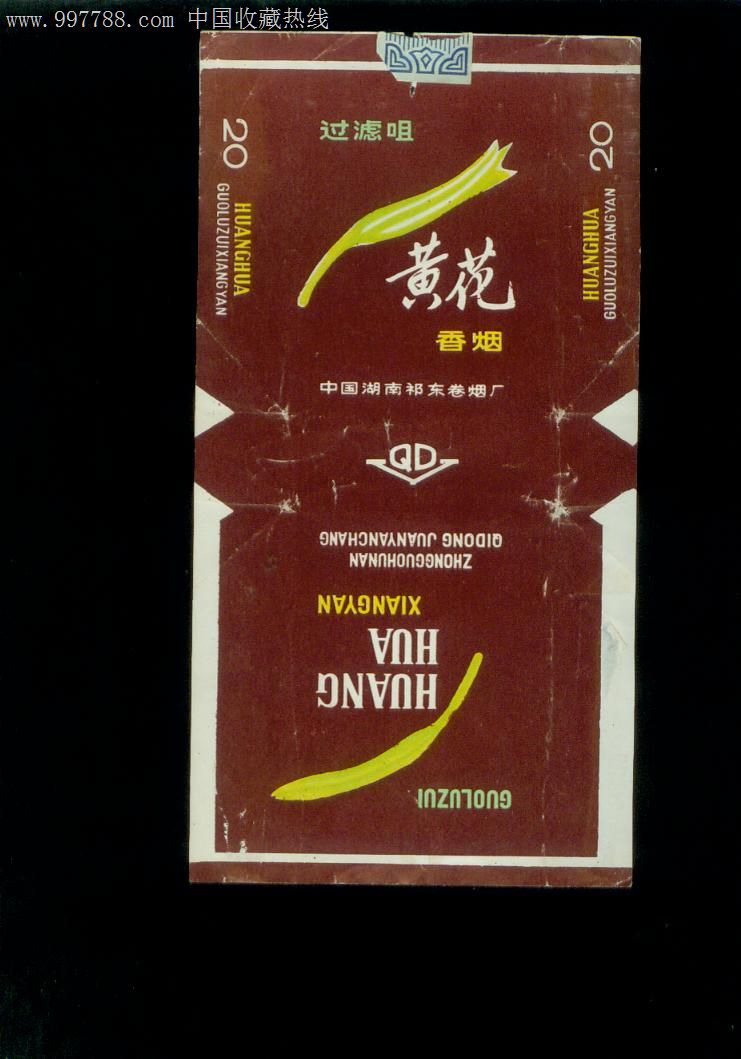 www.997788.com 中国收藏热线
过滤咀
黄花
香烟
中国湖南祁东卷烟厂
20
HUANGHUA
GUOLUZUIXIANGYAN
20
HUANGHUA
GUOLUZUIXIANGYAN
QD
GUOLUZUI
HUANG
HUA
XIANGYAN
ZHONGGUOHUNAN
QIDONG JUANYANCHANG